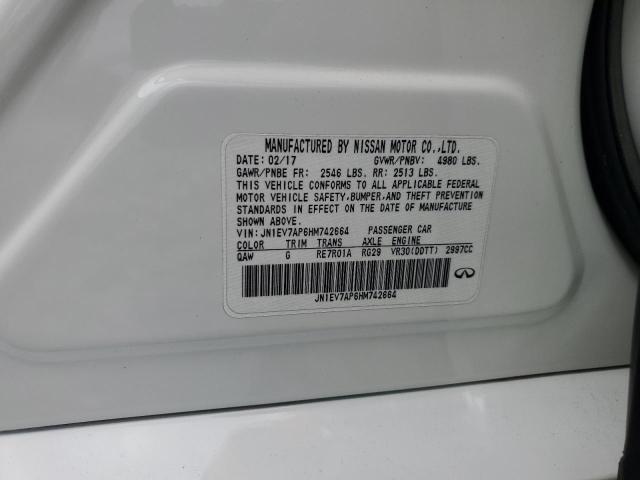 MANUFACTURED BY NISSAN MOTOR CO.,LTD.
DATE: 02/17 GVWR/PNBV: 4980 LBS.
GAWR/PNBE FR: 2546 LBS. RR: 2513 LBS.
THIS VEHICLE CONFORMS TO ALL APPLICABLE FEDERAL
MOTOR VEHICLE SAFETY,BUMPER,AND THEFT PREVENTION
STANDARDS IN EFFECT ON THE DATE OF MANUFACTURE
SHOWN ABOVE.
VIN: JN1EV7AP6HM742664 PASSENGER CAR
COLOR TRIM TRANS AXLE ENGINE
QAW G RE7R01A RG29 VR30(DDTT) 2997CC
JN1EV7AP6HM742664